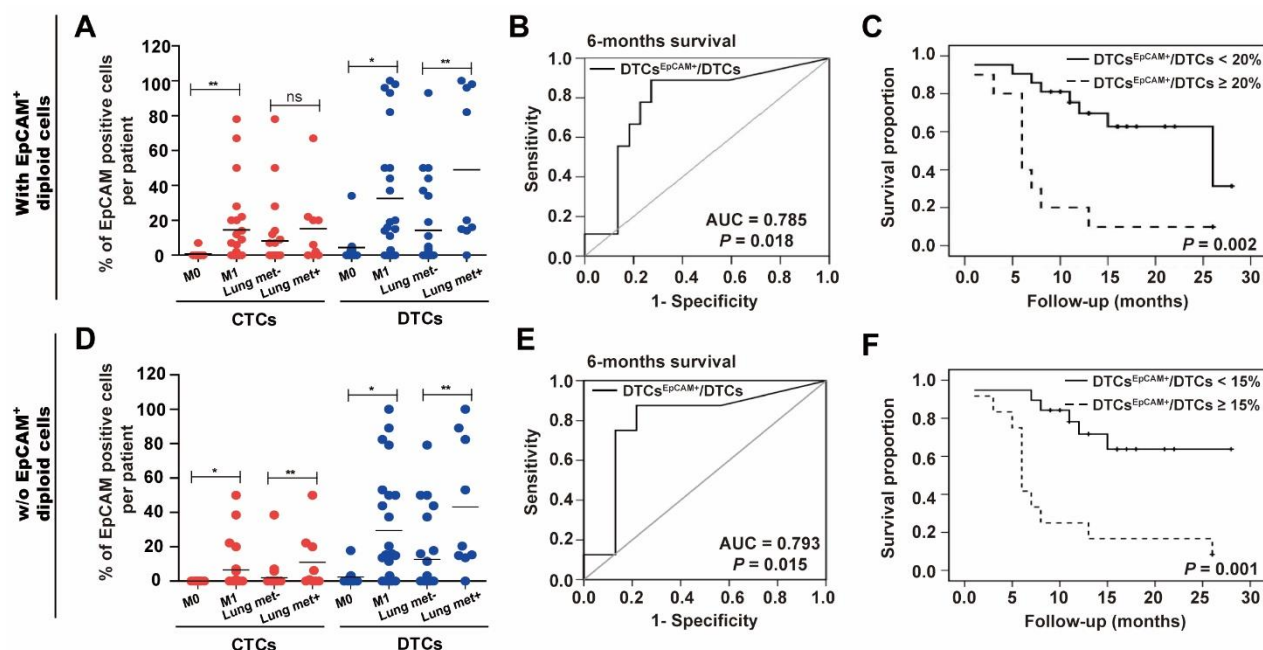 With EpCAM⁺
diploid cells
A
% of EpCAM positive cells
per patient
120
100
80
60
40
20
0
** ns * **
M0 M1 Lung met- Lung met+ M0 M1 Lung met- Lung met+
CTCs DTCs
B
6-months survival
DTCsᴱᵖCAM⁺/DTCs
Sensitivity
1.0
0.8
0.6
0.4
0.2
0.0
AUC = 0.785
P = 0.018
0.0 0.2 0.4 0.6 0.8 1.0
1- Specificity
C
DTCsᴱᵖCAM⁺/DTCs < 20%
DTCsᴱᵖCAM⁺/DTCs ≥ 20%
Survival proportion
1.0
0.8
0.6
0.4
0.2
0.0
P = 0.002
0.0 5 10 15 20 25 30
Follow-up (months)
w/o EpCAM⁺
diploid cells
D
% of EpCAM positive cells
per patient
120
100
80
60
40
20
0
* ** * **
M0 M1 Lung met- Lung met+ M0 M1 Lung met- Lung met+
CTCs DTCs
E
6-months survival
DTCsᴱᵖCAM⁺/DTCs
Sensitivity
1.0
0.8
0.6
0.4
0.2
0.0
AUC = 0.793
P = 0.015
0.0 0.2 0.4 0.6 0.8 1.0
1- Specificity
F
DTCsᴱᵖCAM⁺/DTCs < 15%
DTCsᴱᵖCAM⁺/DTCs ≥ 15%
Survival proportion
1.0
0.8
0.6
0.4
0.2
0.0
P = 0.001
0.0 5 10 15 20 25 30
Follow-up (months)